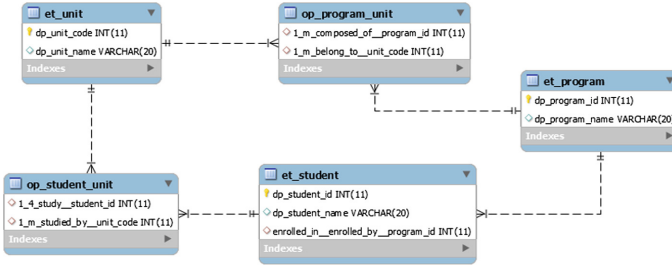 et_unit
dp_unit_code INT(11)
dp_unit_name VARCHAR(20)
Indexes
op_program_unit
1_m_composed_of__program_id INT(11)
1_m_belong_to__unit_code INT(11)
Indexes
et_program
dp_program_id INT(11)
dp_program_name VARCHAR(20)
Indexes
op_student_unit
1_4_study__student_id INT(11)
1_m_studied_by__unit_code INT(11)
Indexes
et_student
dp_student_id INT(11)
dp_student_name VARCHAR(20)
enrolled_in__enrolled_by__program_id INT(11)
Indexes